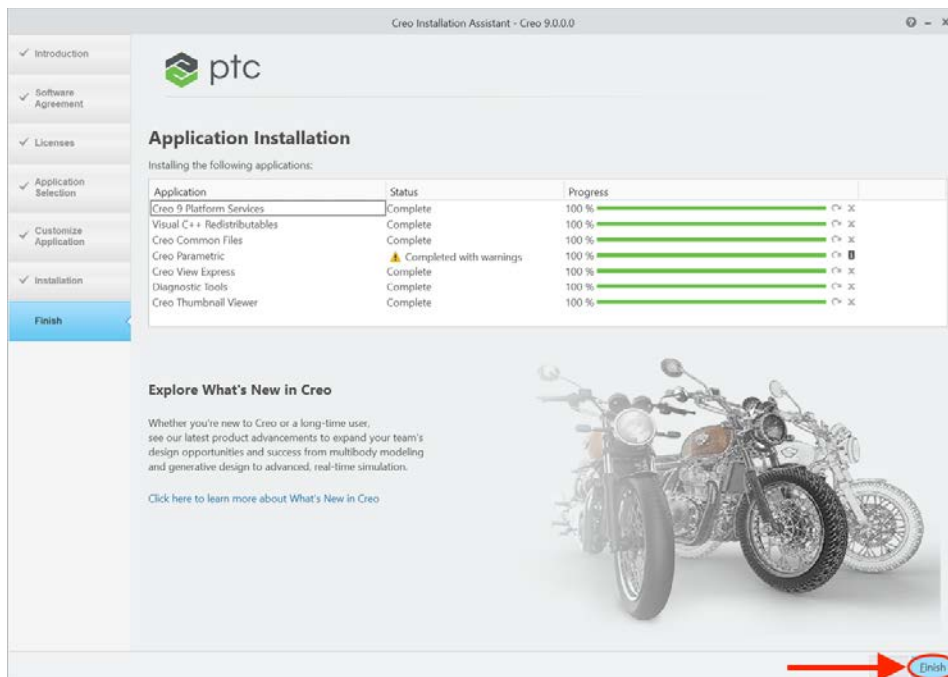 Creo Installation Assistant - Creo 9.0.0.0
Introduction
Software
Agreement
Licenses
Application
Selection
Customize
Application
Installation
Finish
ptc
Application Installation
Installing the following applications:
Application Status Progress
Creo 9 Platform Services Complete 100 %
Visual C++ Redistributables Complete 100 %
Creo Common Files Complete 100 %
Creo Parametric Completed with warnings 100 %
Creo View Express Complete 100 %
Diagnostic Tools Complete 100 %
Creo Thumbnail Viewer Complete 100 %
Explore What's New in Creo
Whether you're new to Creo or a long-time user,
see our latest product advancements to expand your team's
design opportunities and success from multibody modeling
and generative design to advanced, real-time simulation.
Click here to learn more about What's New in Creo
Finish